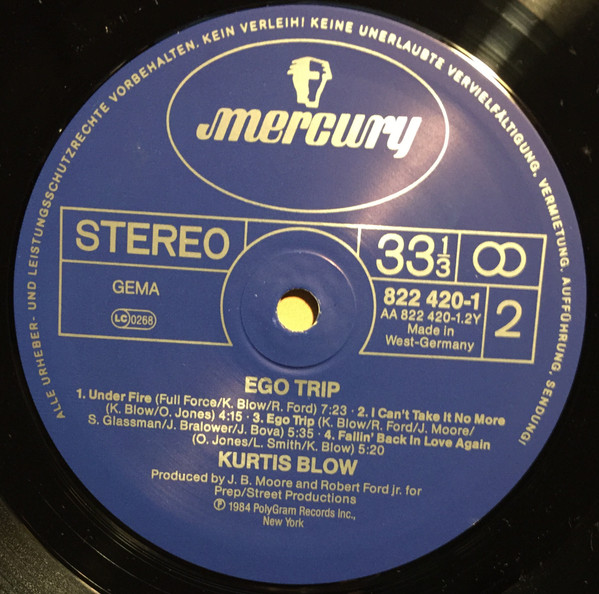 ALLE URHEBER- UND LEISTUNGSSCHUTZRECHTE VORBEHALTEN. KEIN VERLEIH! KEINE UNERLAUBTE VERVIELFÄLTIGUNG, VERMIETUNG, AUFFÜHRUNG, SENDUNG!
mercury
STEREO
33 1/3
GEMA
LC 0268
822 420-1
AA 822 420-1.2Y
Made in
West-Germany
2
EGO TRIP
1. Under Fire (Full Force/K. Blow/R. Ford) 7:23 · 2. I Can't Take It No More
(K. Blow/O. Jones) 4:15 · 3. Ego Trip (K. Blow/R. Ford/J. Moore/
S. Glassman/J. Bralower/J. Bova) 5:35 · 4. Fallin' Back In Love Again
(O. Jones/L. Smith/K. Blow) 5:20
KURTIS BLOW
Produced by J. B. Moore and Robert Ford jr. for
Prep/Street Productions
℗ 1984 PolyGram Records Inc.,
New York